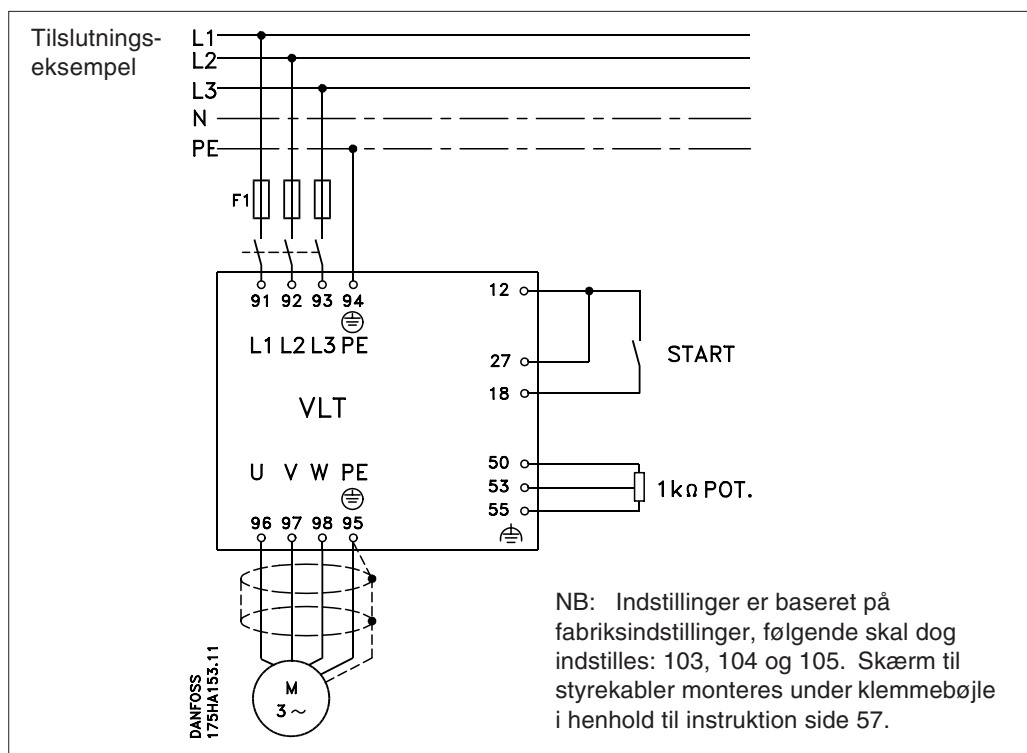 Tilslutnings-
eksempel
L1
L2
L3
N
PE
F1
91 92 93 94
L1 L2 L3 PE
12
27
18
START
VLT
50
53
55
1kΩ POT.
U V W PE
96 97 98 95
M
3~
DANFOSS
175HA153.11
NB: Indstillinger er baseret på
fabriksindstillinger, følgende skal dog
indstilles: 103, 104 og 105. Skærm til
styrekabler monteres under klemmebøjle
i henhold til instruktion side 57.